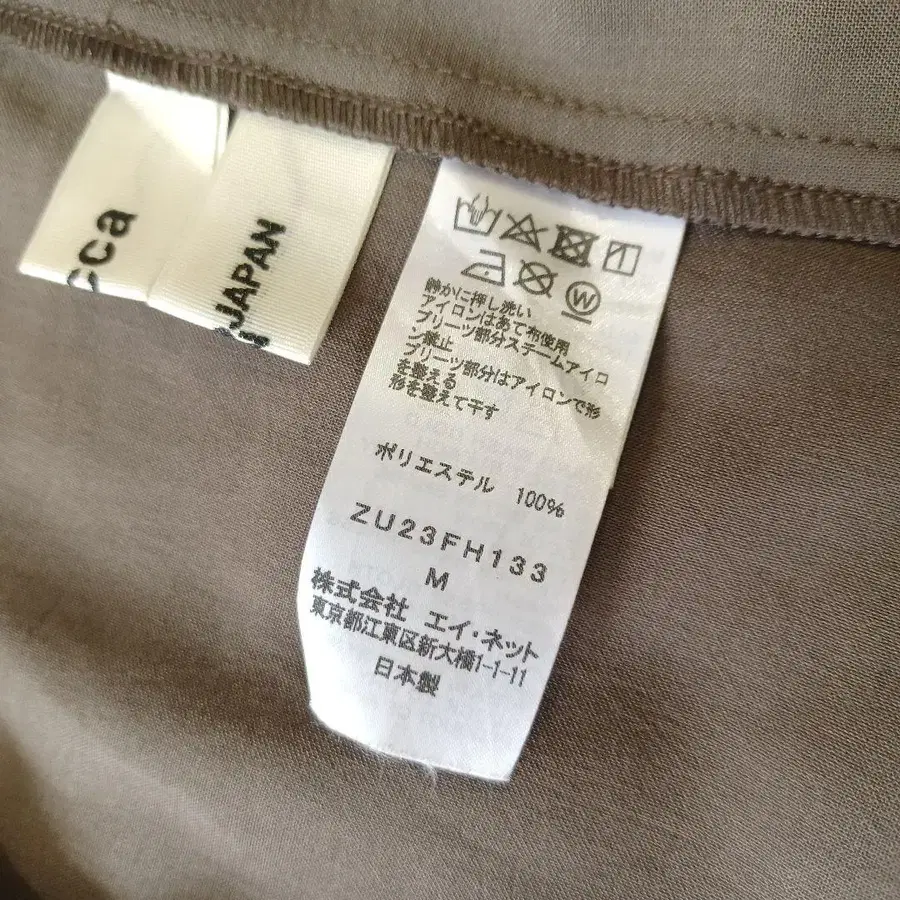 cca
JAPAN
W
静かに押し洗い
アイロンはあて布使用
プリーツ部分スチームアイロ
ン禁止
プリーツ部分はアイロンで形
を整える
形を整えて干す
ポリエステル 100%
ZU23FH133
M
株式会社 エイ・ネット
東京都江東区新大橋1-1-11
日本製